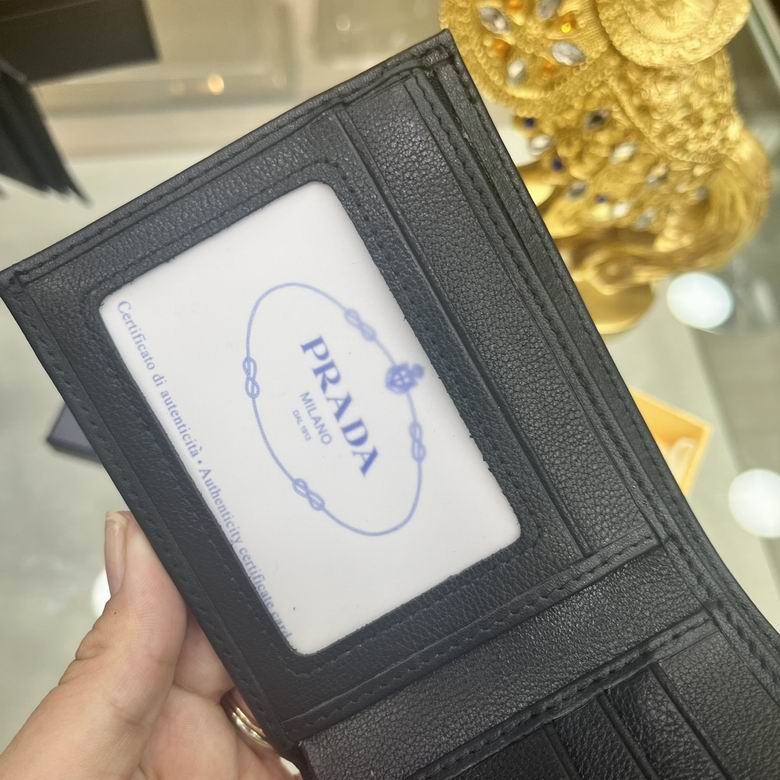 PRADA
MILANO
DAL 1913
Certificato di autenticità • Authenticity certificate card